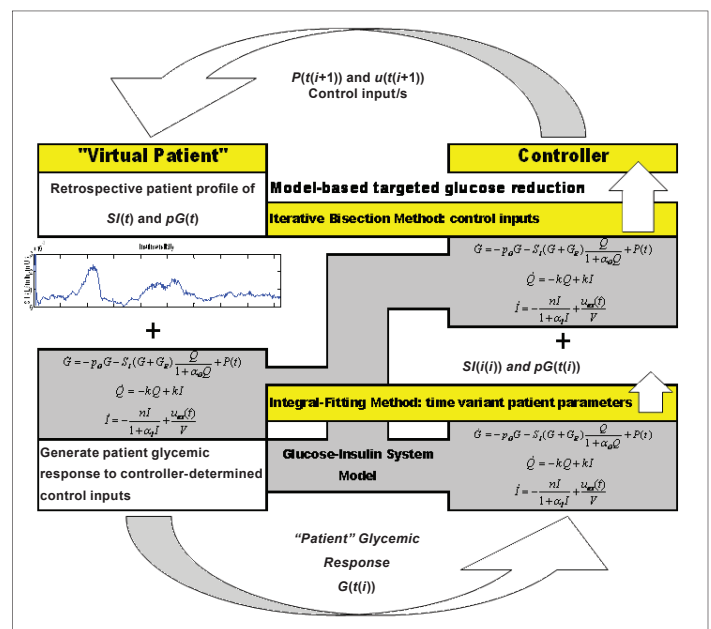 P(t(i+1)) and u(t(i+1))
Control input/s
"Virtual Patient"
Controller
Retrospective patient profile of
SI(t) and pG(t)
Model-based targeted glucose reduction
Iterative Bisection Method: control inputs
Ġ = −p_G G − S_I (G + G_E) Q / (1 + α_G Q) + P(t)
Q̇ = −kQ + kI
İ = − nI / (1 + α_I I) + u_ex(t) / V
+
+
SI(i(i)) and pG(t(i))
Ġ = −p_G G − S_I (G + G_E) Q / (1 + α_G Q) + P(t)
Q̇ = −kQ + kI
İ = − nI / (1 + α_I I) + u_ex(t) / V
Integral-Fitting Method: time variant patient parameters
Generate patient glycemic
response to controller-determined
control inputs
Glucose-Insulin System
Model
Ġ = −p_G G − S_I (G + G_E) Q / (1 + α_G Q) + P(t)
Q̇ = −kQ + kI
İ = − nI / (1 + α_I I) + u_ex(t) / V
“Patient” Glycemic
Response
G(t(i))